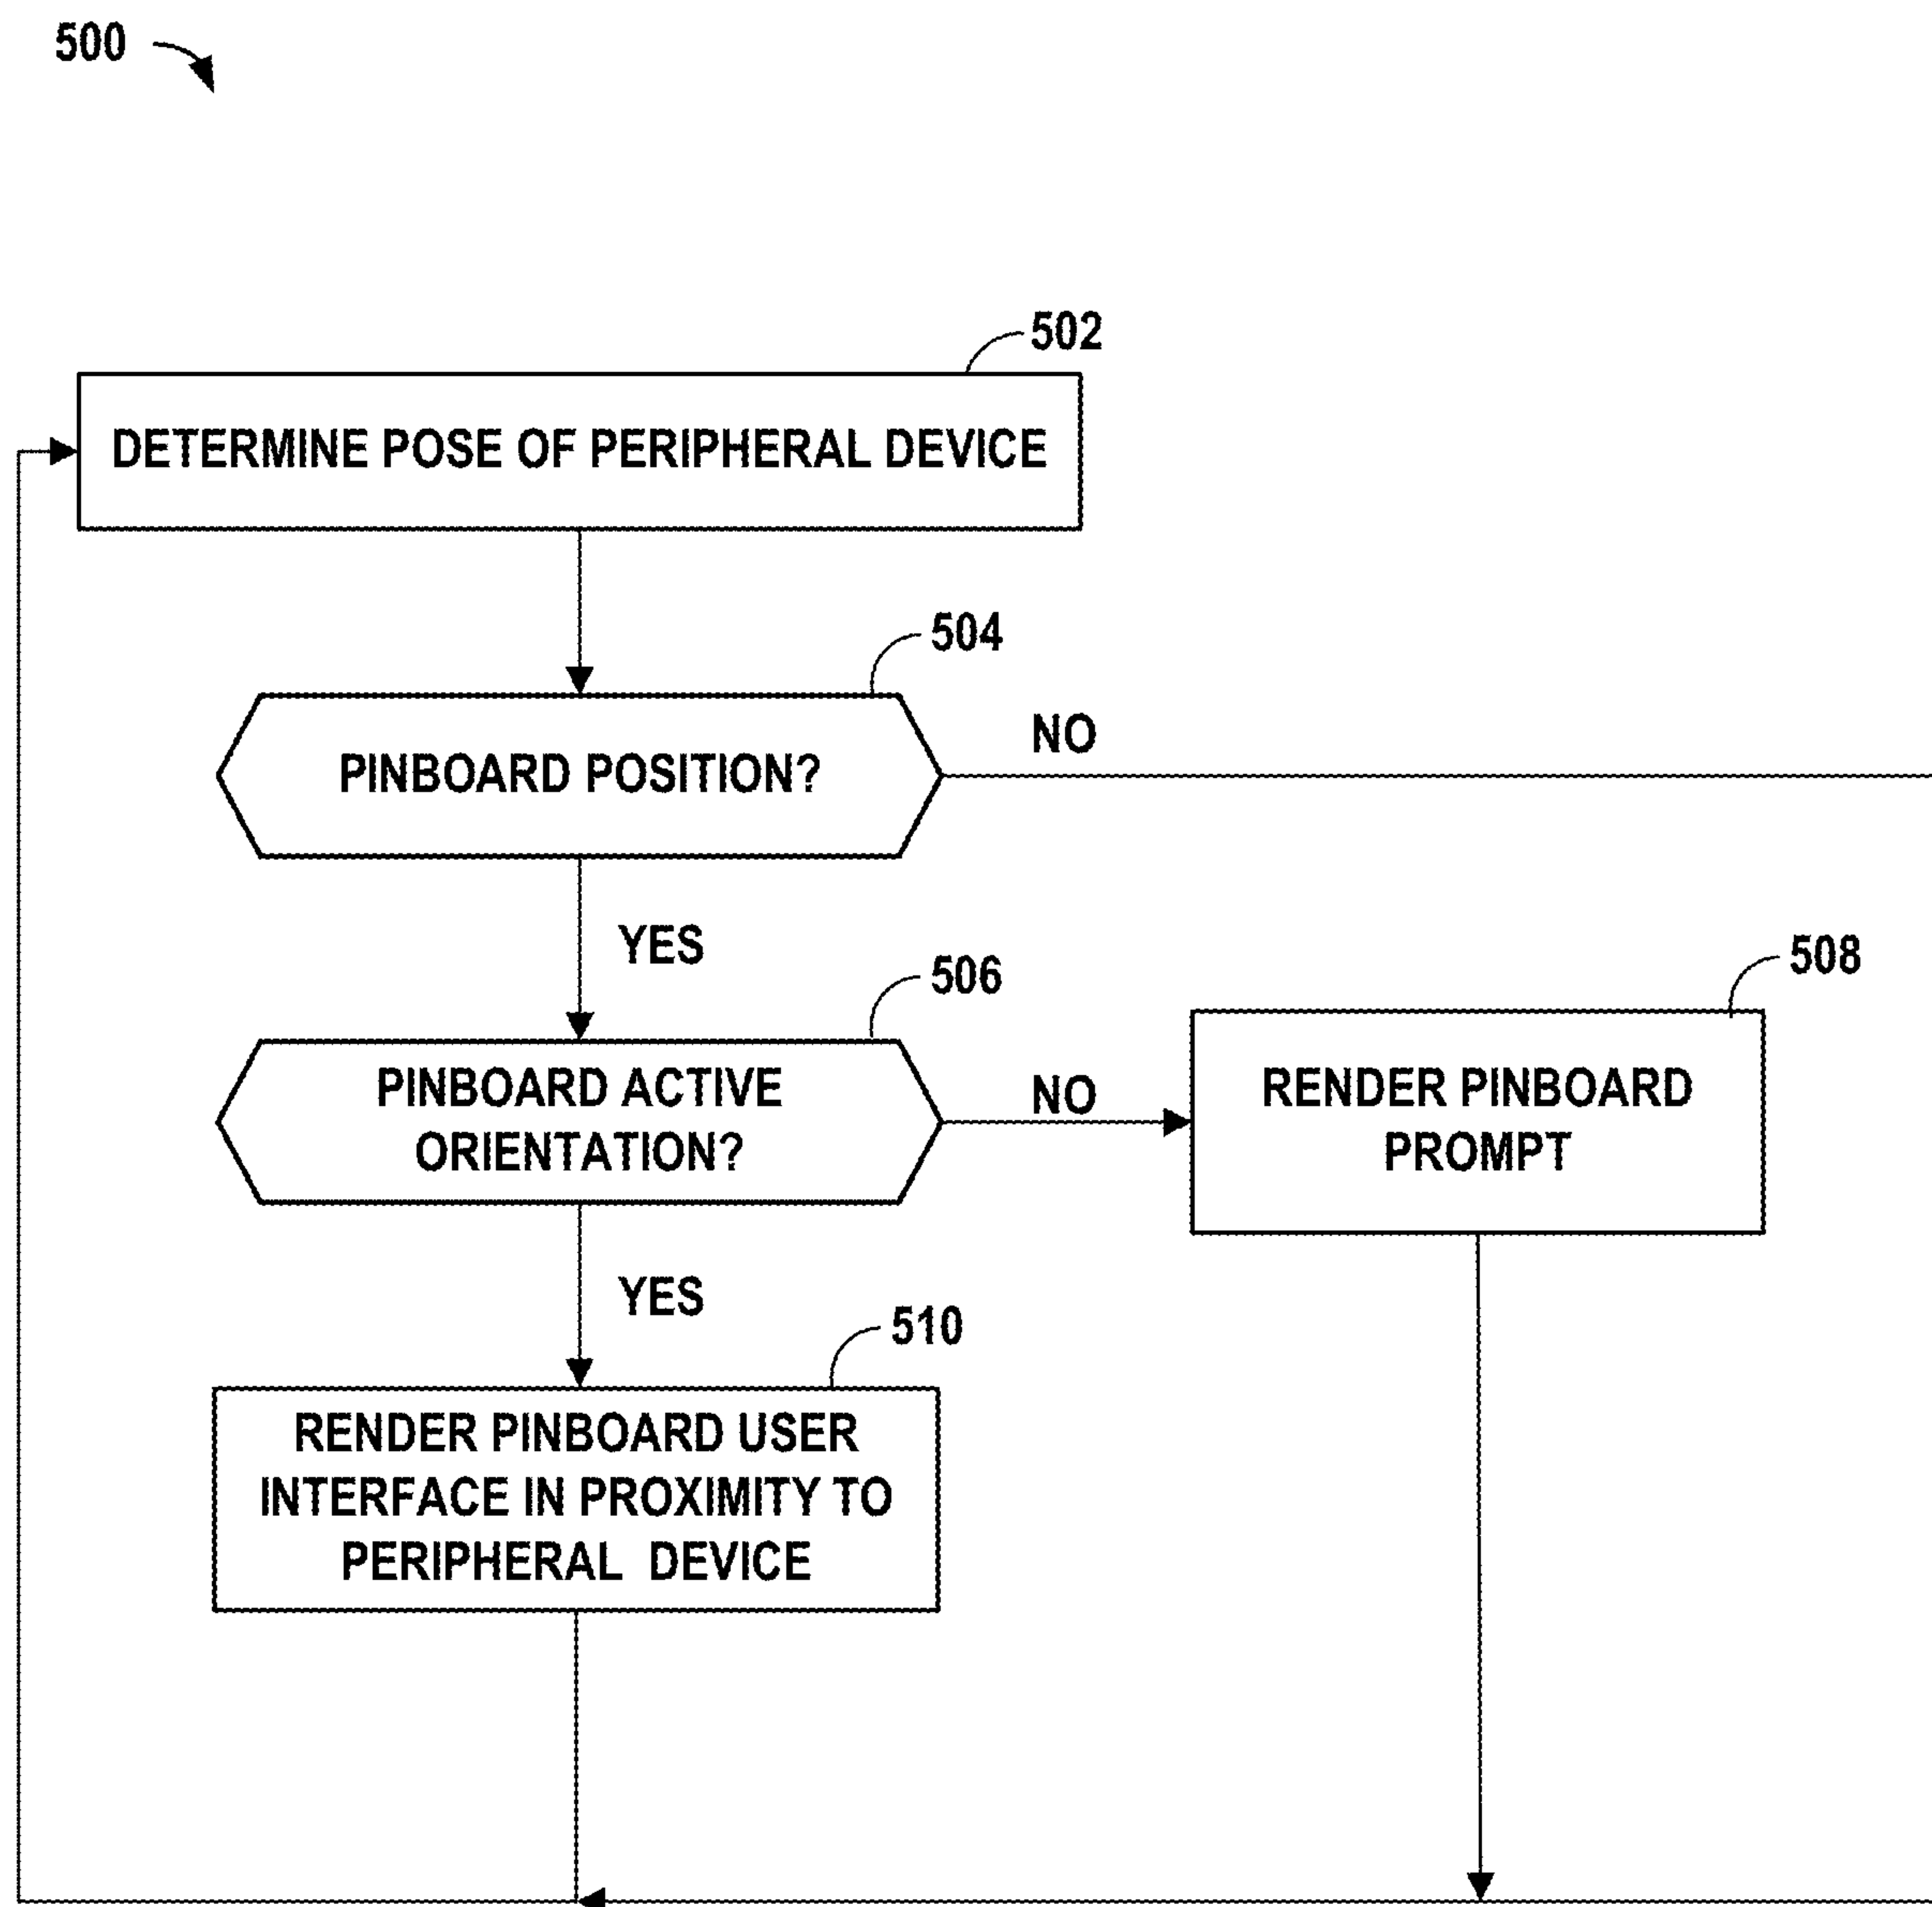 500
502
DETERMINE POSE OF PERIPHERAL DEVICE
504
PINBOARD POSITION?
NO
YES
506
PINBOARD ACTIVE
ORIENTATION?
NO
508
RENDER PINBOARD
PROMPT
YES
510
RENDER PINBOARD USER
INTERFACE IN PROXIMITY TO
PERIPHERAL DEVICE